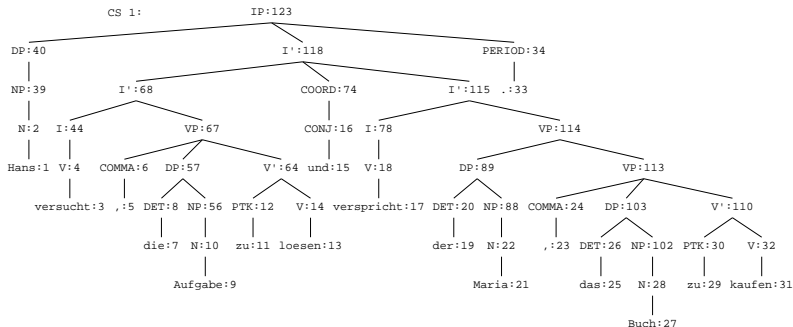 CS 1: IP:123
DP:40 I':118 PERIOD:34
NP:39 I':68 COORD:74 I':115 .:33
N:2 I:44 VP:67 CONJ:16 I:78 VP:114
Hans:1 V:4 COMMA:6 DP:57 V':64 und:15 V:18 DP:89 VP:113
versucht:3 ,:5 DET:8 NP:56 PTK:12 V:14 verspricht:17 DET:20 NP:88 COMMA:24 DP:103 V':110
die:7 N:10 zu:11 loesen:13 der:19 N:22 ,:23 DET:26 NP:102 PTK:30 V:32
Aufgabe:9 Maria:21 das:25 N:28 zu:29 kaufen:31
Buch:27